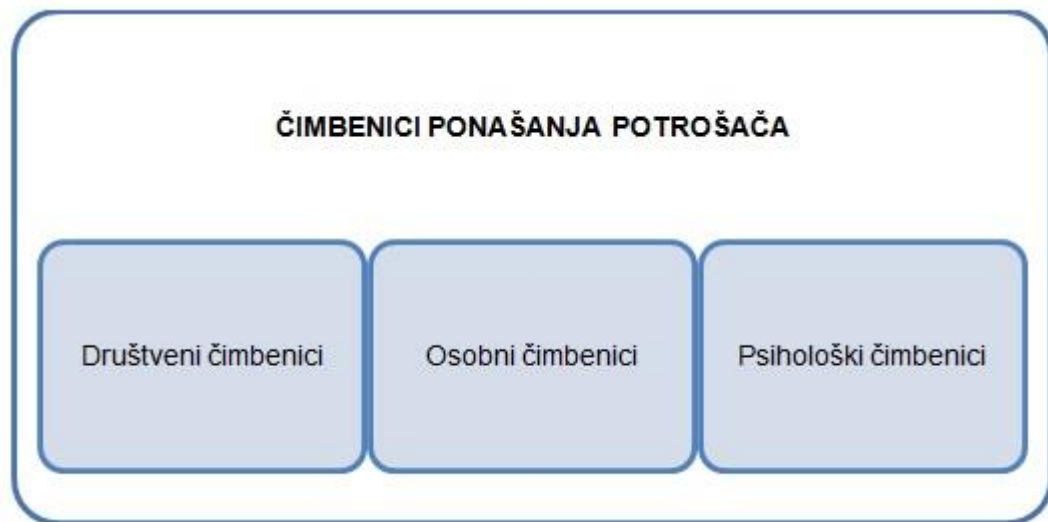 ČIMBENICI PONAŠANJA POTROŠAČA
Društveni čimbenici
Osobni čimbenici
Psihološki čimbenici